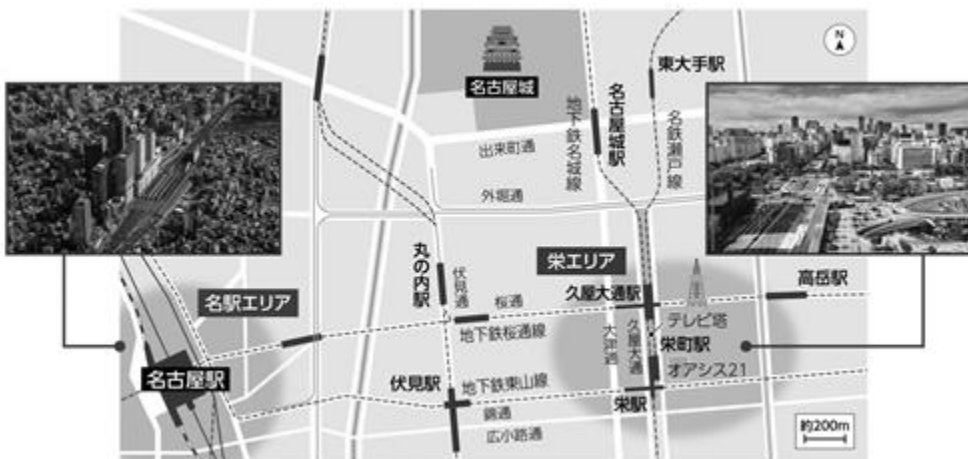 N
名古屋城
東大手駅
名古屋城駅
地下鉄名城線
名鉄瀬戸線
出来町通
外堀通
丸の内駅
伏見通
栄エリア
名駅エリア
久屋大通駅
高岳駅
桜通
地下鉄桜通線
テレビ塔
大津通
久屋大通
栄町駅
オアシス21
名古屋駅
伏見駅
地下鉄東山線
栄駅
錦通
広小路通
約200m